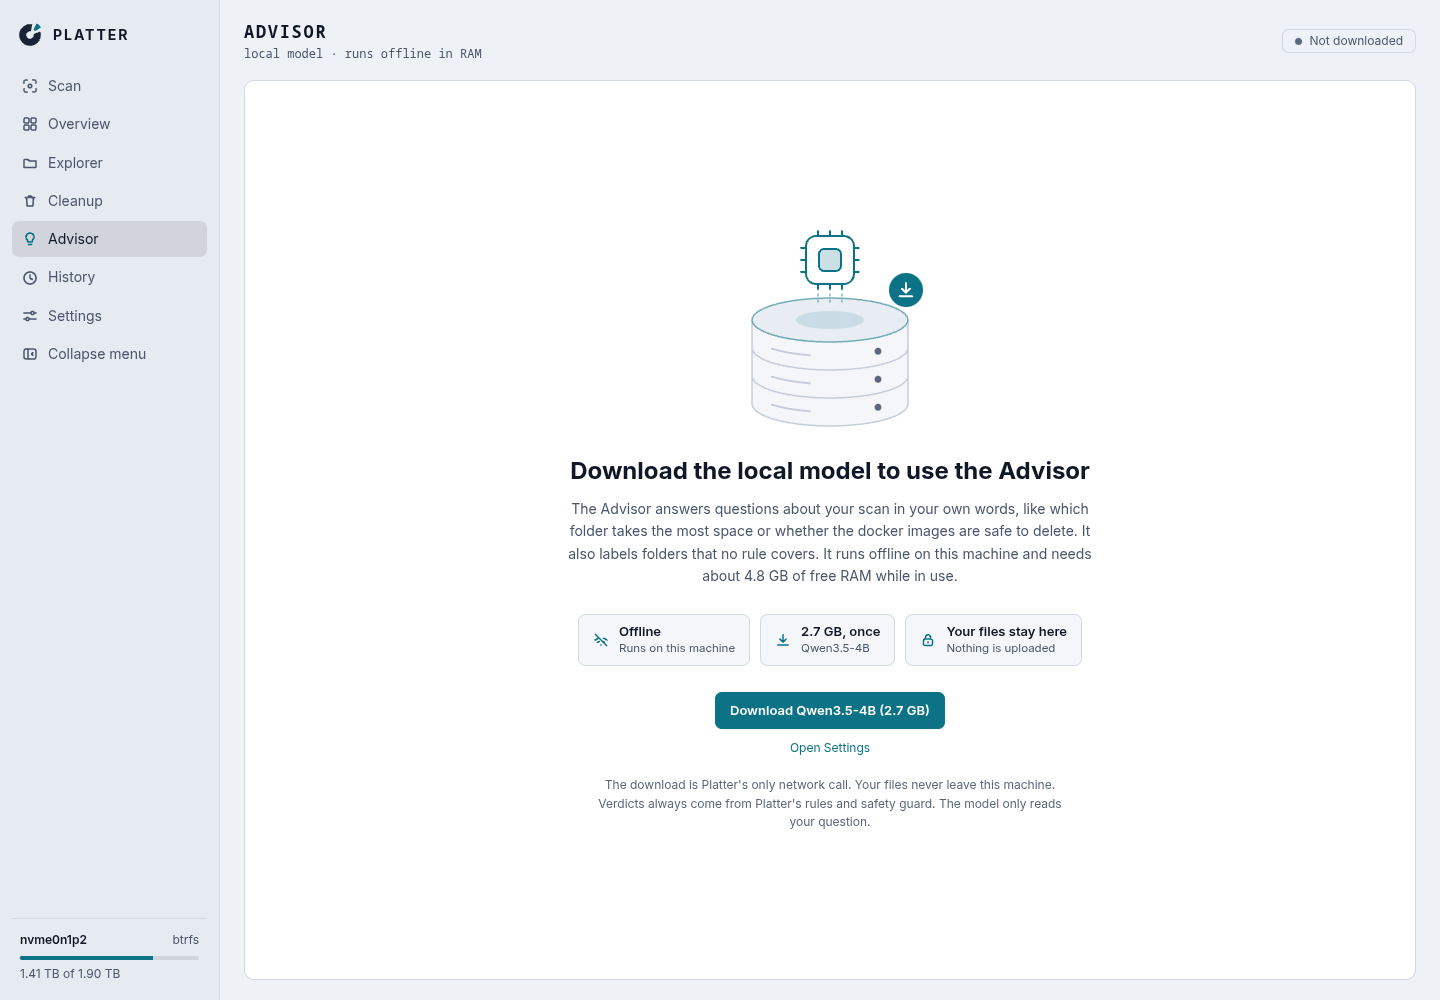 PLATTER
Scan
Overview
Explorer
Cleanup
Advisor
History
Settings
Collapse menu
nvme0n1p2 btrfs
1.41 TB of 1.90 TB
ADVISOR
local model · runs offline in RAM
Not downloaded
Download the local model to use the Advisor
The Advisor answers questions about your scan in your own words, like which
folder takes the most space or whether the docker images are safe to delete. It
also labels folders that no rule covers. It runs offline on this machine and needs
about 4.8 GB of free RAM while in use.
Offline
Runs on this machine
2.7 GB, once
Qwen3.5-4B
Your files stay here
Nothing is uploaded
Download Qwen3.5-4B (2.7 GB)
Open Settings
The download is Platter's only network call. Your files never leave this machine.
Verdicts always come from Platter's rules and safety guard. The model only reads
your question.